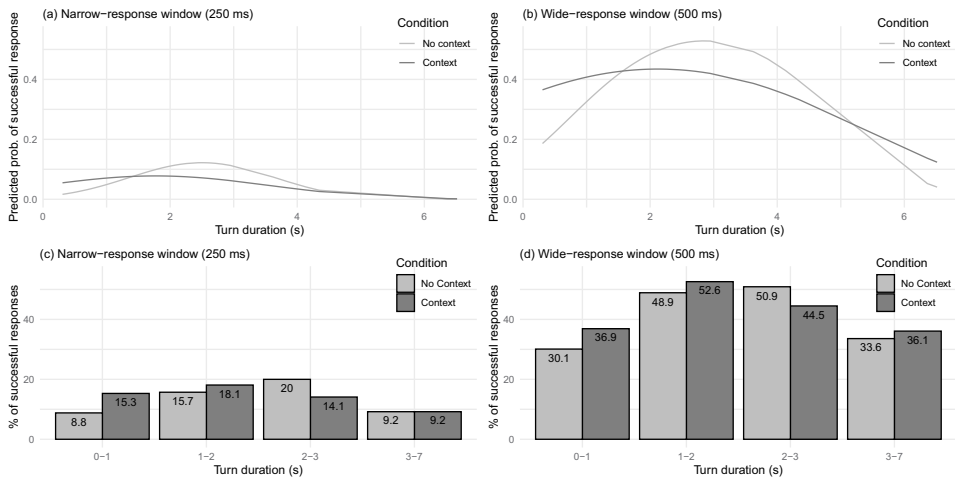 (a) Narrow-response window (250 ms)
Condition
No context
Context
Predicted prob. of successful response
0.4
0.2
0.0
0 2 4 6
Turn duration (s)
(b) Wide-response window (500 ms)
Condition
No context
Context
Predicted prob. of successful response
0.4
0.2
0.0
0 2 4 6
Turn duration (s)
(c) Narrow-response window (250 ms)
Condition
No Context
Context
% of successful responses
40
20
0
8.8 15.3 15.7 18.1 20 14.1 9.2 9.2
0−1 1−2 2−3 3−7
Turn duration (s)
(d) Wide-response window (500 ms)
Condition
No Context
Context
% of successful responses
40
20
0
30.1 36.9 48.9 52.6 50.9 44.5 33.6 36.1
0−1 1−2 2−3 3−7
Turn duration (s)